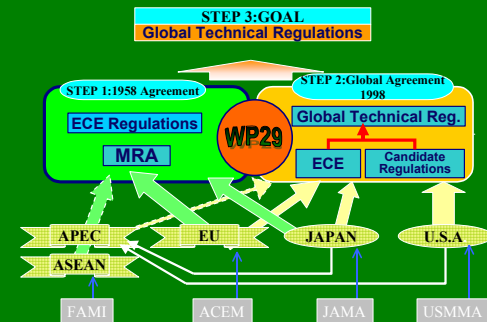 STEP 3:GOAL
Global Technical Regulations
STEP 1:1958 Agreement
STEP 2:Global Agreement
1998
ECE Regulations
MRA
WP29
Global Technical Reg.
ECE
Candidate
Regulations
APEC
EU
JAPAN
U.S.A
ASEAN
FAMI
ACEM
JAMA
USMMA